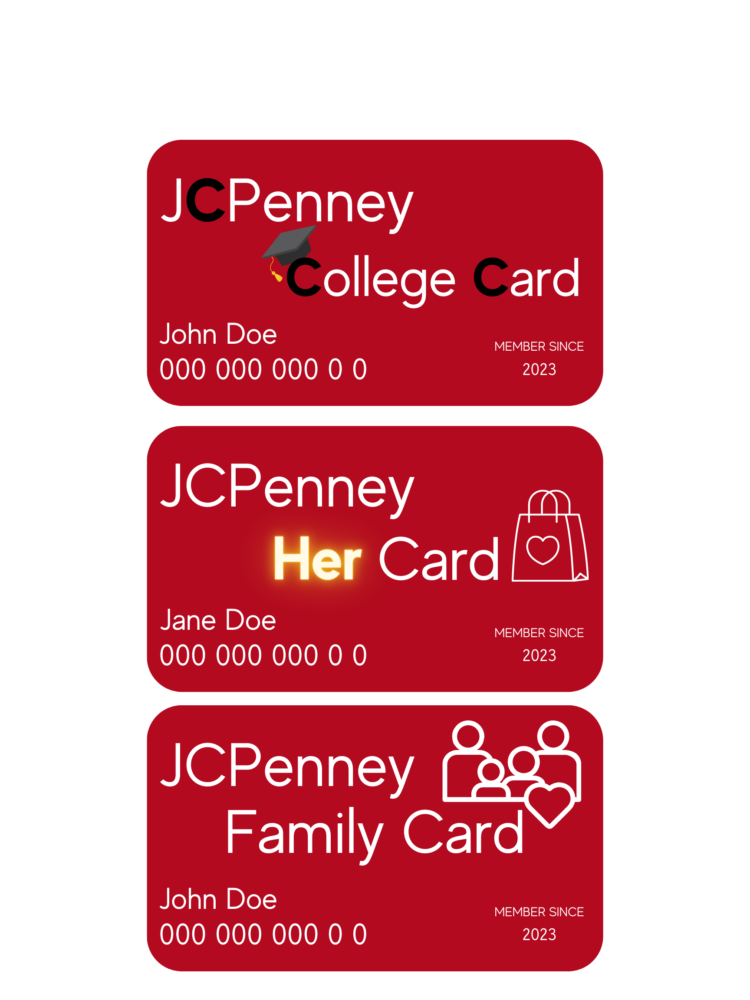 JCPenney
College Card
John Doe
MEMBER SINCE
000 000 000 0 0
2023
JCPenney
Her Card
Jane Doe
MEMBER SINCE
000 000 000 0 0
2023
JCPenney
Family Card
John Doe
MEMBER SINCE
000 000 000 0 0
2023